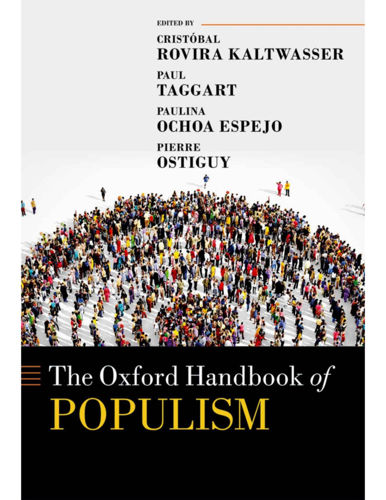 EDITED BY
CRISTÓBAL
ROVIRA KALTWASSER
PAUL
TAGGART
PAULINA
OCHOA ESPEJO
PIERRE
OSTIGUY
The Oxford Handbook of
POPULISM